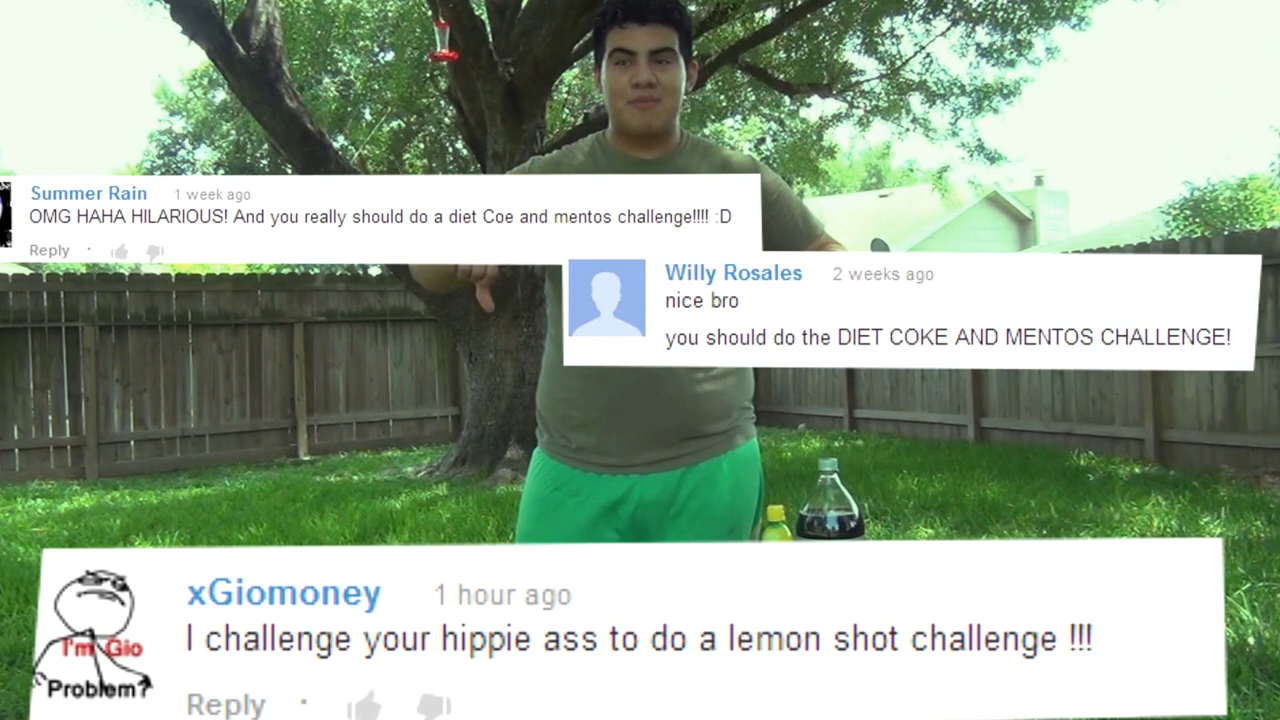 Summer Rain 1 week ago
OMG HAHA HILARIOUS! And you really should do a diet Coe and mentos challenge!!!! :D
Reply ·
Willy Rosales 2 weeks ago
nice bro
you should do the DIET COKE AND MENTOS CHALLENGE!
xGiomoney 1 hour ago
I challenge your hippie ass to do a lemon shot challenge !!!
I'm Gio
Problem?
Reply ·